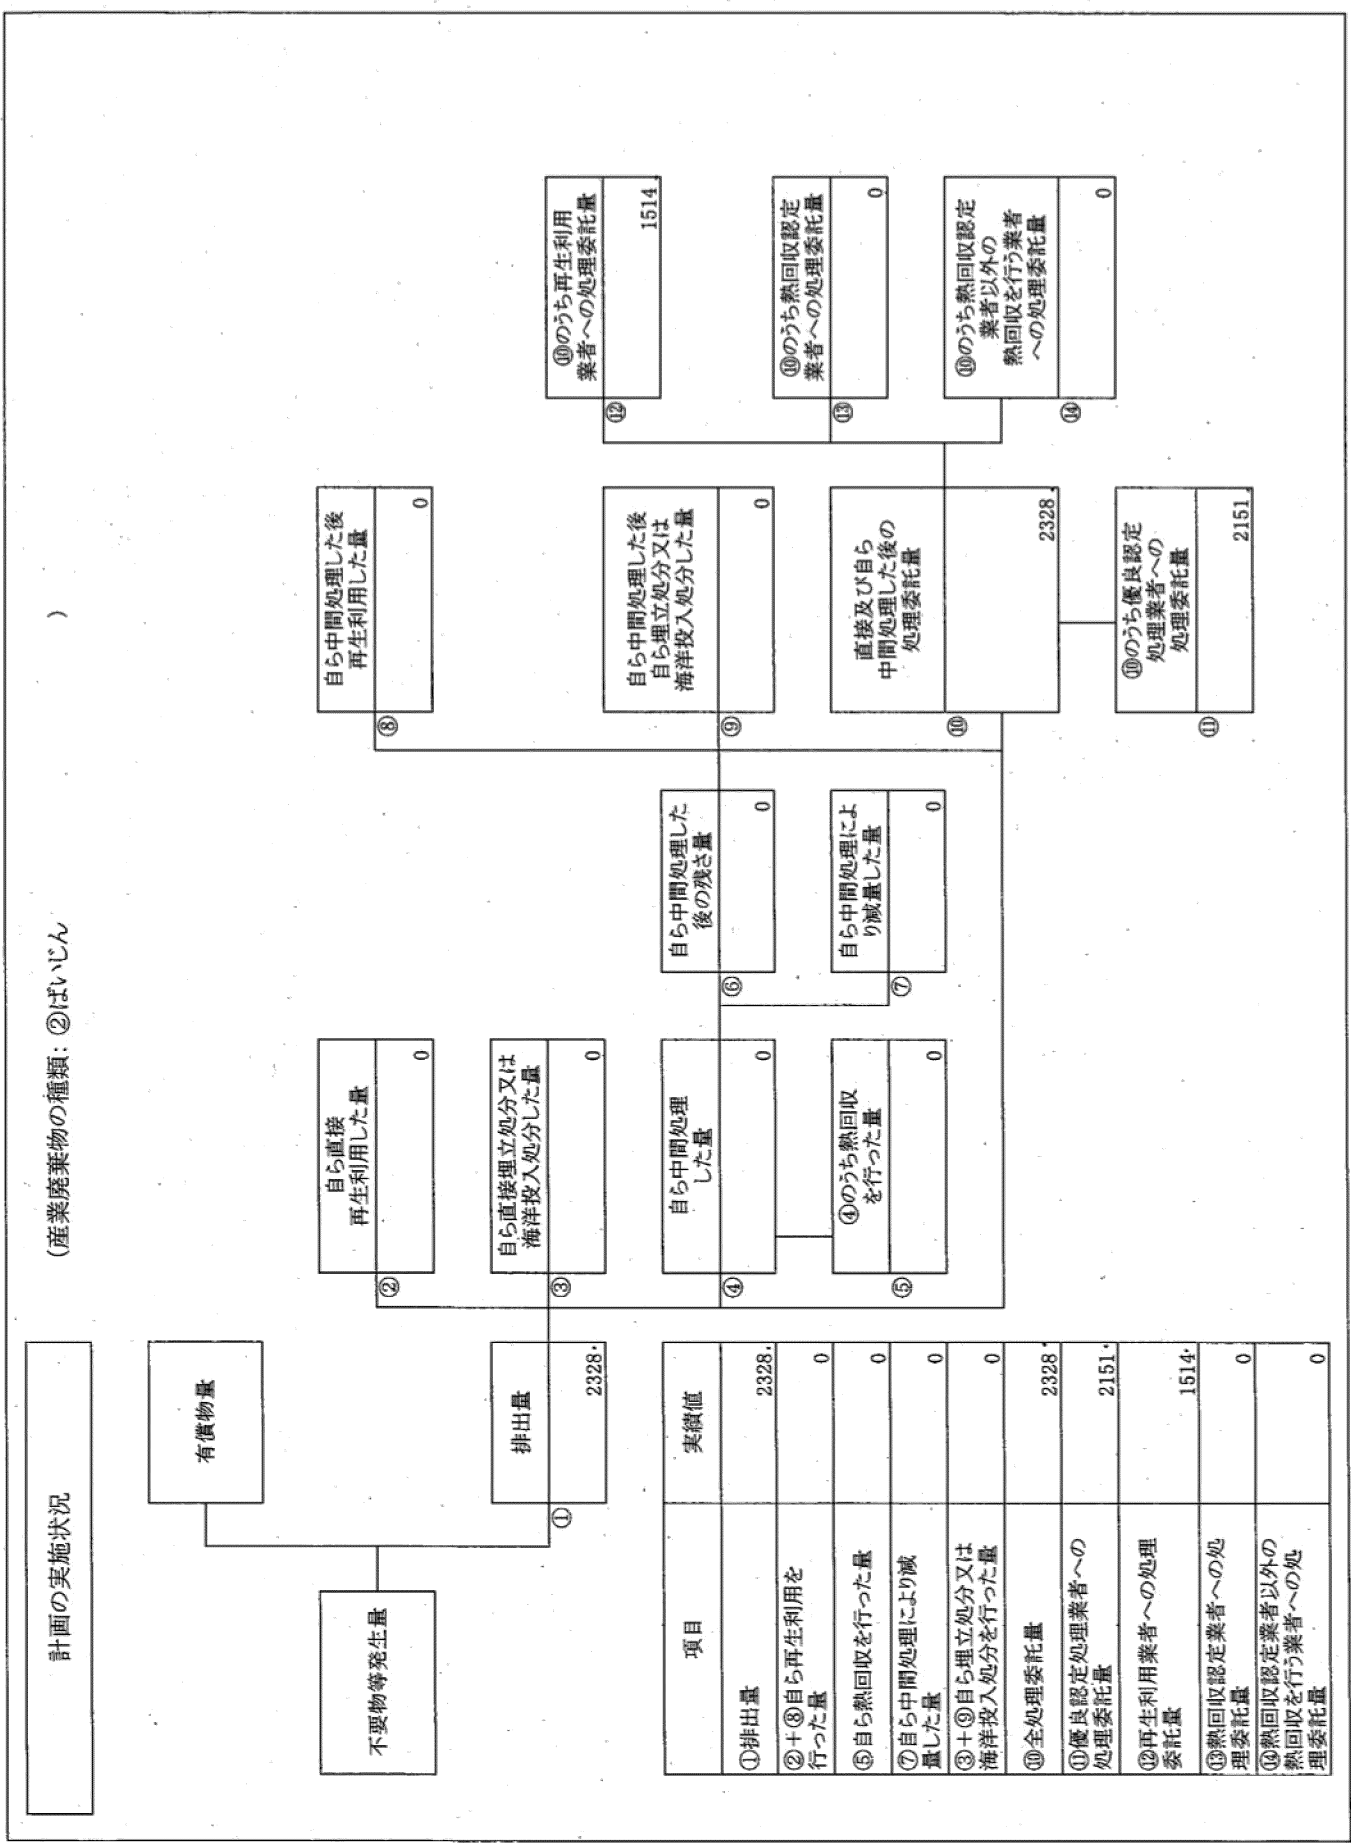 計画の実施状況
(産業廃棄物の種類：②ばいじん
)
不要物等発生量
有償物量
①
排出量
2328.
②
自ら直接
再生利用した量
0
③
自ら直接埋立処分又は
海洋投入処分した量
0
④
自ら中間処理
した量
0
⑤
④のうち熱回収
を行った量
0
⑥
自ら中間処理した
後の残さ量
0
⑦
自ら中間処理によ
り減量した量
0
⑧
自ら中間処理した後
再生利用した量
0
⑨
自ら中間処理した後
自ら埋立処分又は
海洋投入処分した量
0
⑩
直接及び自ら
中間処理した後の
処理委託量
2328.
⑪
⑩のうち優良認定
処理業者への
処理委託量
2151
⑫
⑩のうち再生利用
業者への処理委託量
1514
⑬
⑩のうち熱回収認定
業者への処理委託量
0
⑭
⑩のうち熱回収認定
業者以外の
熱回収を行う業者
への処理委託量
0
項目 実績値
①排出量 2328.
②＋⑧自ら再生利用を
行った量 0
⑤自ら熱回収を行った量 0
⑦自ら中間処理により減
量した量 0
③＋⑨自ら埋立処分又は
海洋投入処分を行った量 0
⑩全処理委託量 2328.
⑪優良認定処理業者への
処理委託量 2151.
⑫再生利用業者への処理
委託量 1514.
⑬熱回収認定業者への処
理委託量 0
⑭熱回収認定業者以外の
熱回収を行う業者への処
理委託量 0